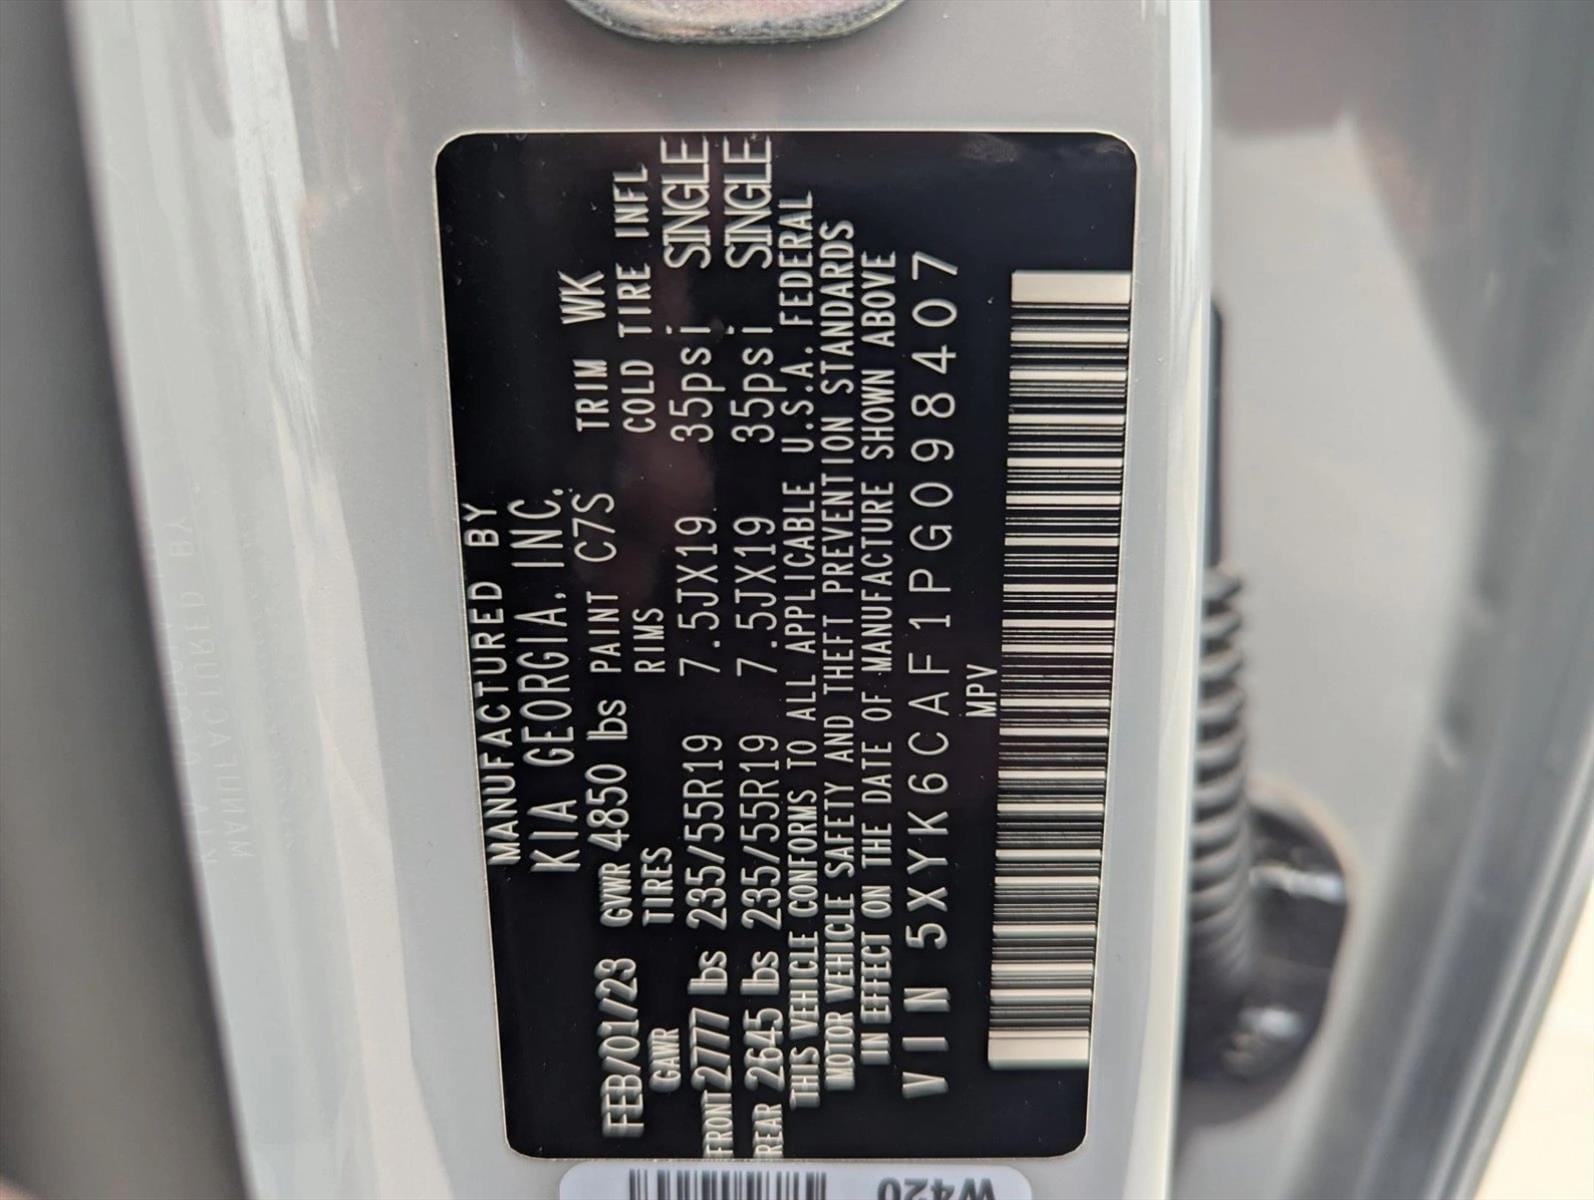 MANUFACTURED BY
KIA GEORGIA, INC.
FEB/01/23 GVWR 4850 lbs PAINT C7S TRIM WK
GAWR TIRES RIMS COLD TIRE INFL
FRONT 2777 lbs 235/55R19 7.5JX19 35psi SINGLE
REAR 2645 lbs 235/55R19 7.5JX19 35psi SINGLE
THIS VEHICLE CONFORMS TO ALL APPLICABLE U.S.A. FEDERAL
MOTOR VEHICLE SAFETY AND THEFT PREVENTION STANDARDS
IN EFFECT ON THE DATE OF MANUFACTURE SHOWN ABOVE
VIN 5XYK6CAF1PG098407
MPV
W420